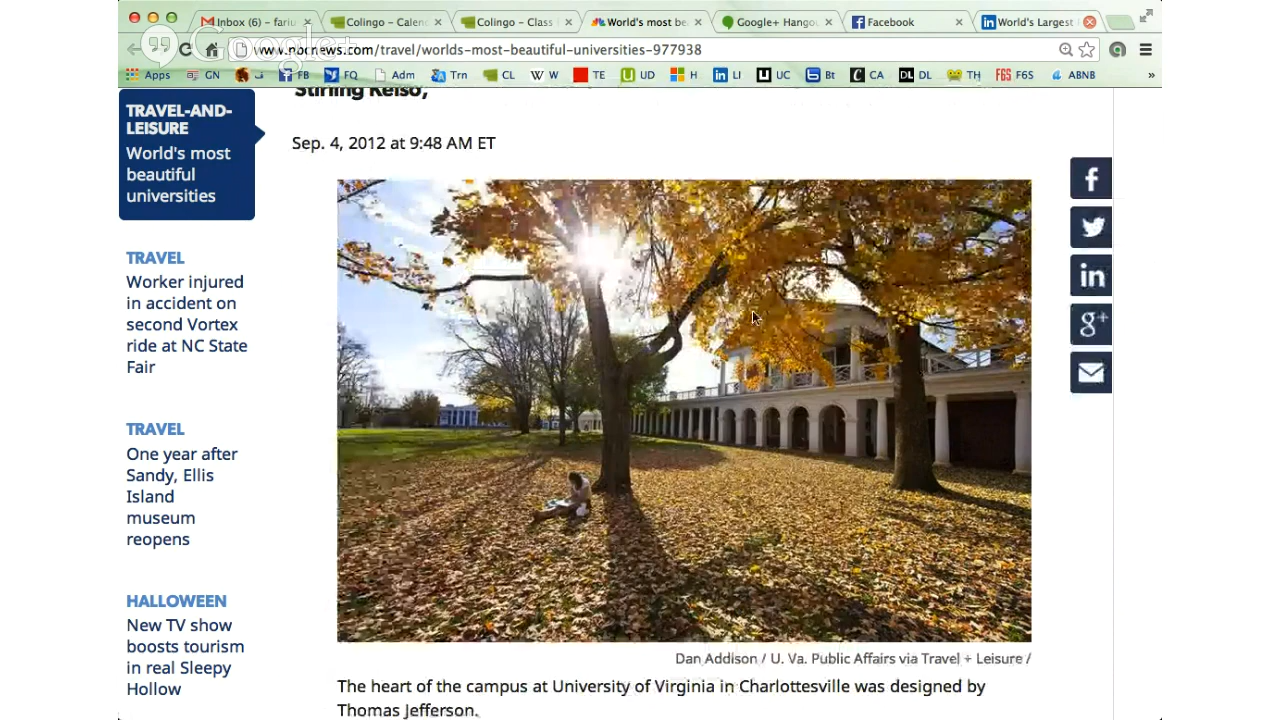 Inbox (6) – fariu
Colingo – Calend
Colingo – Class
World's most be
Google+ Hangou
Facebook
World's Largest
www.nbcnews.com/travel/worlds-most-beautiful-universities-977938
Apps GN FB FQ Adm Trn CL W W TE UD H LI UC Bt CA DL TH F6S ABNB »
Stirling Kelso,
TRAVEL-AND-
LEISURE
World's most
beautiful
universities
Sep. 4, 2012 at 9:48 AM ET
TRAVEL
Worker injured
in accident on
second Vortex
ride at NC State
Fair
TRAVEL
One year after
Sandy, Ellis
Island
museum
reopens
HALLOWEEN
New TV show
boosts tourism
in real Sleepy
Hollow
Dan Addison / U. Va. Public Affairs via Travel + Leisure /
The heart of the campus at University of Virginia in Charlottesville was designed by
Thomas Jefferson.